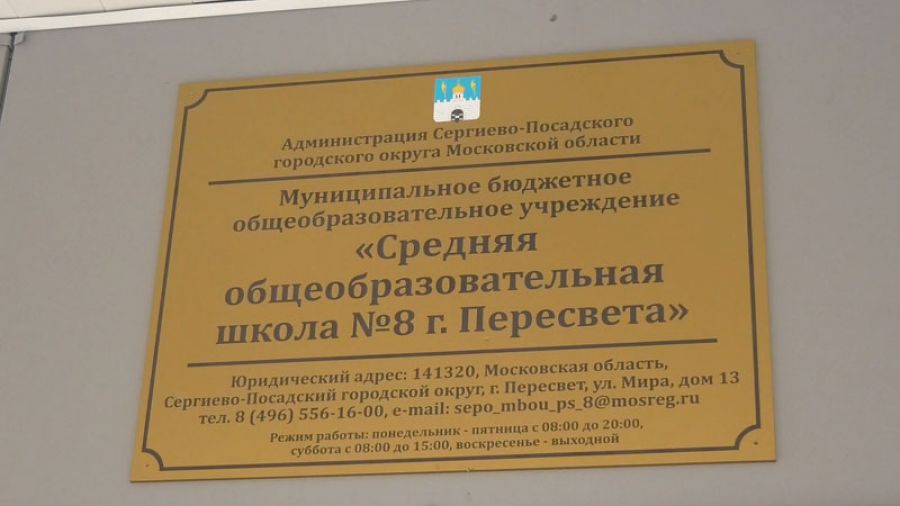 Администрация Сергиево-Посадского
городского округа Московской области
Муниципальное бюджетное
общеобразовательное учреждение
«Средняя
общеобразовательная
школа №8 г. Пересвета»
Юридический адрес: 141320, Московская область,
Сергиево-Посадский городской округ, г. Пересвет, ул. Мира, дом 13
тел. 8 (496) 556-16-00, e-mail: sepo_mbou_ps_8@mosreg.ru
Режим работы: понедельник - пятница с 08:00 до 20:00,
суббота с 08:00 до 15:00, воскресенье - выходной